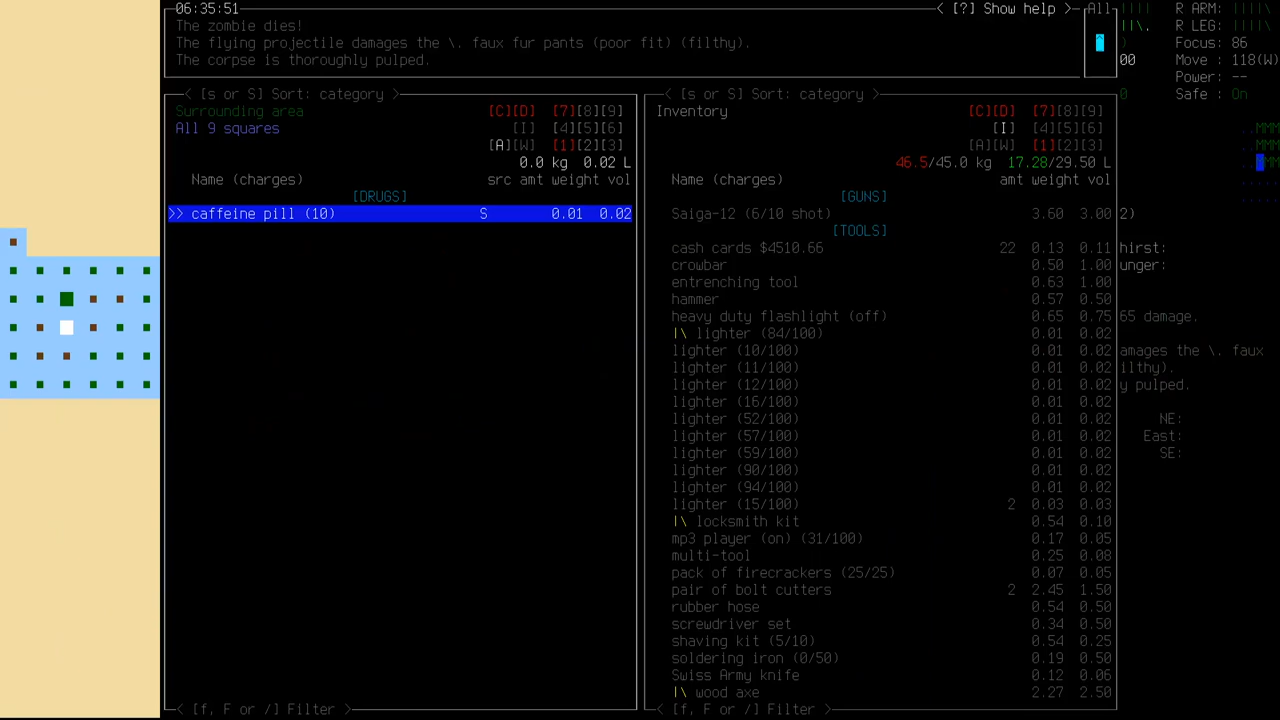 06:35:51 < [?] Show help > All R ARM:
The zombie dies! R LEG:
The flying projectile damages the \. faux fur pants (poor fit) (filthy). Focus: 86
The corpse is thoroughly pulped. 00 Move : 118(W)
Power: --
< [s or S] Sort: category > < [s or S] Sort: category > 0 Safe : On
Surrounding area [C][D] [7][8][9] Inventory [C][D] [7][8][9]
All 9 squares [I] [4][5][6] [I] [4][5][6] ..MMM
[A][W] [1][2][3] [A][W] [1][2][3] MMM
0.0 kg 0.02 L 46.5/45.0 kg 17.28/29.50 L MM
Name (charges) src amt weight vol Name (charges) amt weight vol
[DRUGS] [GUNS]
>> caffeine pill (10) S 0.01 0.02 Saiga-12 (6/10 shot) 3.60 3.00 2)
[TOOLS]
cash cards $4510.66 22 0.13 0.11 hirst:
crowbar 0.50 1.00 unger:
entrenching tool 0.63 1.00
hammer 0.57 0.50
heavy duty flashlight (off) 0.65 0.75 65 damage.
|\ lighter (84/100) 0.01 0.02
lighter (10/100) 0.01 0.02 amages the \. faux
lighter (11/100) 0.01 0.02 ilthy).
lighter (12/100) 0.01 0.02 y pulped.
lighter (16/100) 0.01 0.02
lighter (52/100) 0.01 0.02 NE:
lighter (57/100) 0.01 0.02 East:
lighter (59/100) 0.01 0.02 SE:
lighter (90/100) 0.01 0.02
lighter (94/100) 0.01 0.02
lighter (15/100) 2 0.03 0.03
|\ locksmith kit 0.54 0.10
mp3 player (on) (31/100) 0.17 0.05
multi-tool 0.25 0.08
pack of firecrackers (25/25) 0.07 0.05
pair of bolt cutters 2 2.45 1.50
rubber hose 0.54 0.50
screwdriver set 0.34 0.50
shaving kit (5/10) 0.54 0.25
soldering iron (0/50) 0.19 0.50
Swiss Army knife 0.12 0.06
|\ wood axe 2.27 2.50
< [f, F or /] Filter > < [f, F or /] Filter >